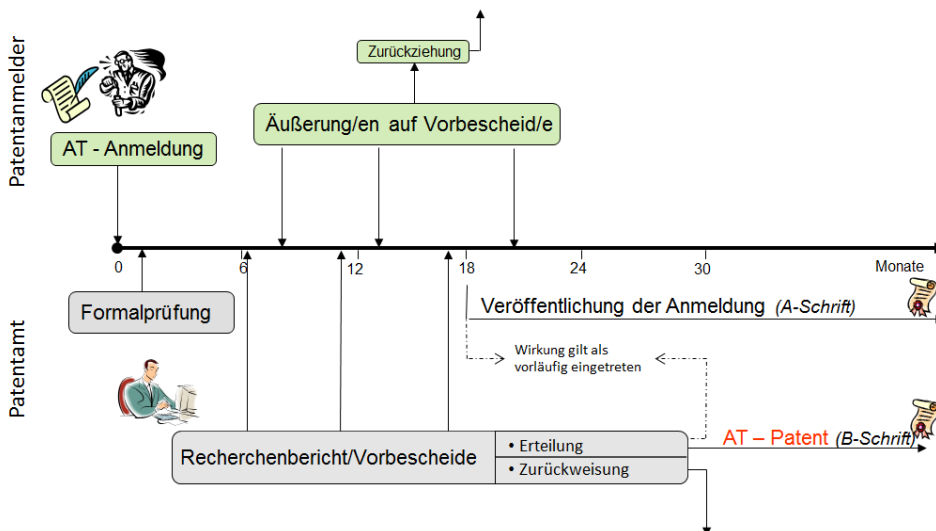 Patentanmelder
Zurückziehung
Äußerung/en auf Vorbescheid/e
AT - Anmeldung
0
6
12
18
24
30
Monate
Formalprüfung
Veröffentlichung der Anmeldung (A-Schrift)
Wirkung gilt als
vorläufig eingetreten
Patentamt
Recherchenbericht/Vorbescheide
• Erteilung
• Zurückweisung
AT – Patent (B-Schrift)